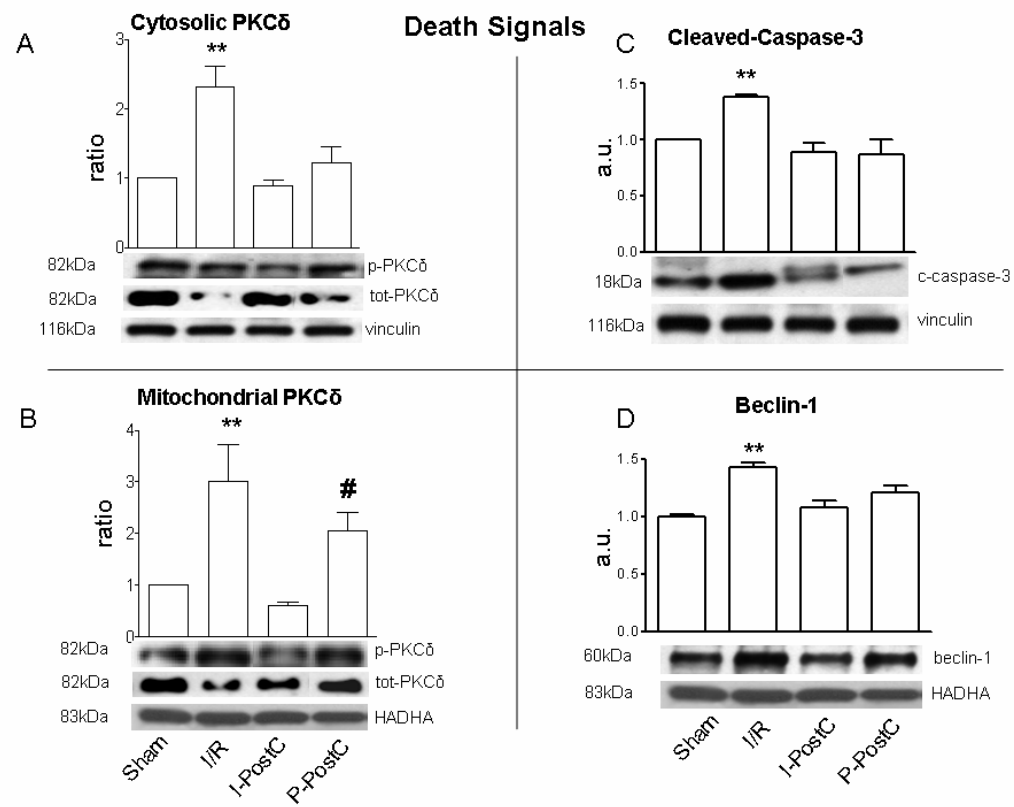 Death Signals
A
Cytosolic PKCδ
3
2
1
0
ratio
**
82kDa p-PKCδ
82kDa tot-PKCδ
116kDa vinculin
B
Mitochondrial PKCδ
4
3
2
1
0
ratio
**
#
82kDa p-PKCδ
82kDa tot-PKCδ
83kDa HADHA
Sham I/R I-PostC P-PostC
C
Cleaved-Caspase-3
1.5
1.0
0.5
0.0
a.u.
**
18kDa c-caspase-3
116kDa vinculin
D
Beclin-1
1.5
1.0
0.5
0.0
a.u.
**
60kDa beclin-1
83kDa HADHA
Sham I/R I-PostC P-PostC